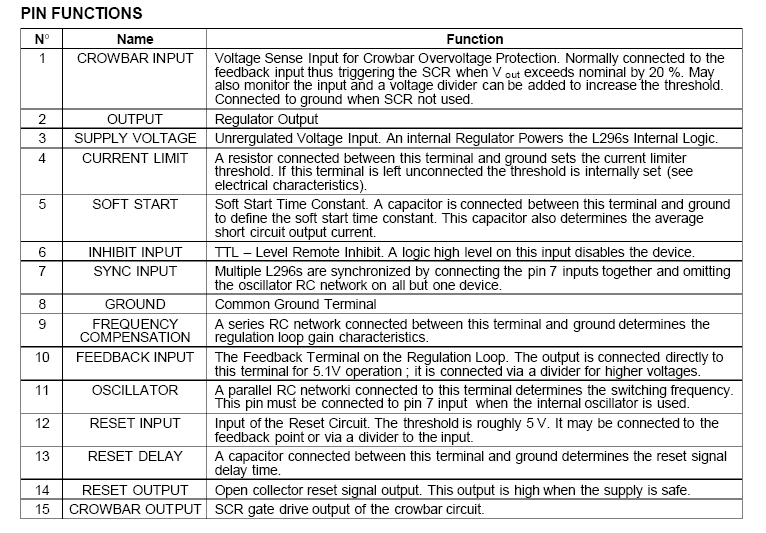 PIN FUNCTIONS
N° Name Function
1 CROWBAR INPUT Voltage Sense Input for Crowbar Overvoltage Protection. Normally connected to the
feedback input thus triggering the SCR when V out exceeds nominal by 20 %. May
also monitor the input and a voltage divider can be added to increase the threshold.
Connected to ground when SCR not used.
2 OUTPUT Regulator Output
3 SUPPLY VOLTAGE Unrergulated Voltage Input. An internal Regulator Powers the L296s Internal Logic.
4 CURRENT LIMIT A resistor connected between this terminal and ground sets the current limiter
threshold. If this terminal is left unconnected the threshold is internally set (see
electrical characteristics).
5 SOFT START Soft Start Time Constant. A capacitor is connected between this terminal and ground
to define the soft start time constant. This capacitor also determines the average
short circuit output current.
6 INHIBIT INPUT TTL – Level Remote Inhibit. A logic high level on this input disables the device.
7 SYNC INPUT Multiple L296s are synchronized by connecting the pin 7 inputs together and omitting
the oscillator RC network on all but one device.
8 GROUND Common Ground Terminal
9 FREQUENCY COMPENSATION A series RC network connected between this terminal and ground determines the
regulation loop gain characteristics.
10 FEEDBACK INPUT The Feedback Terminal on the Regulation Loop. The output is connected directly to
this terminal for 5.1V operation ; it is connected via a divider for higher voltages.
11 OSCILLATOR A parallel RC networki connected to this terminal determines the switching frequency.
This pin must be connected to pin 7 input when the internal oscillator is used.
12 RESET INPUT Input of the Reset Circuit. The threshold is roughly 5 V. It may be connected to the
feedback point or via a divider to the input.
13 RESET DELAY A capacitor connected between this terminal and ground determines the reset signal
delay time.
14 RESET OUTPUT Open collector reset signal output. This output is high when the supply is safe.
15 CROWBAR OUTPUT SCR gate drive output of the crowbar circuit.